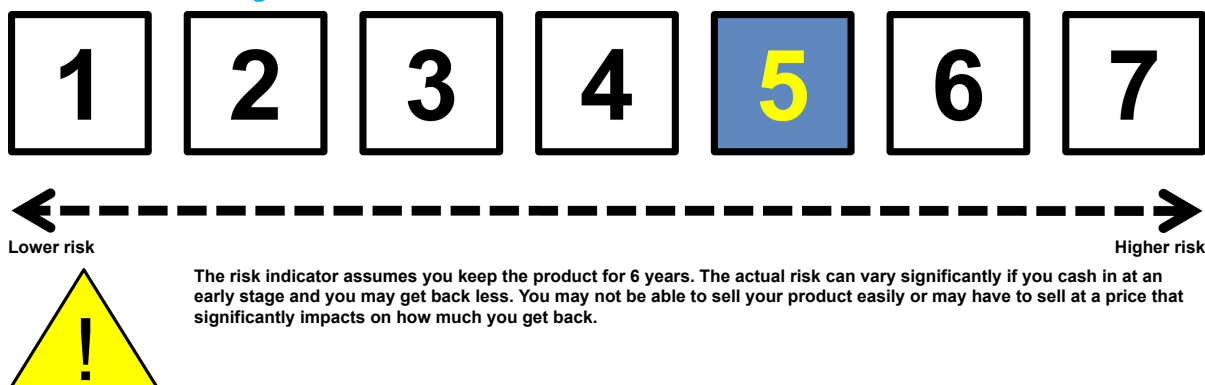 1 2 3 4 5 6 7
Lower risk Higher risk
The risk indicator assumes you keep the product for 6 years. The actual risk can vary significantly if you cash in at an
early stage and you may get back less. You may not be able to sell your product easily or may have to sell at a price that
significantly impacts on how much you get back.
!